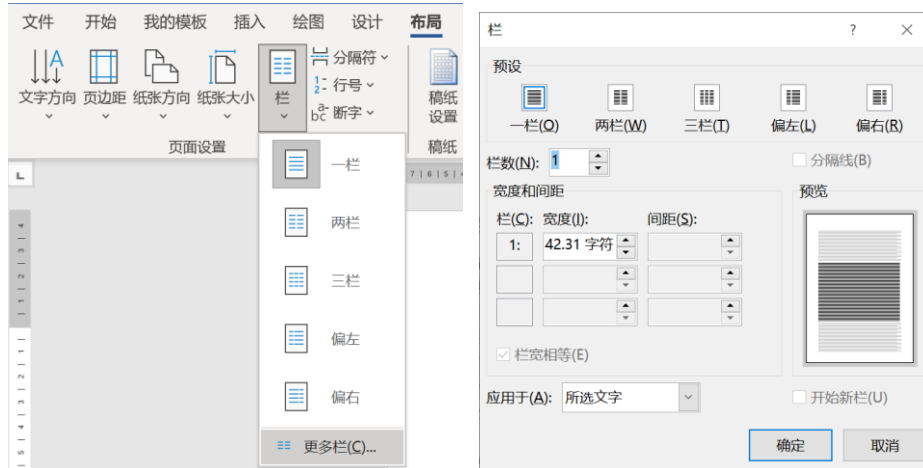 文件 开始 我的模板 插入 绘图 设计 布局
文字方向 页边距 纸张方向 纸张大小 栏
分隔符
行号
断字
稿纸
设置
页面设置
稿纸
一栏
两栏
三栏
偏左
偏右
更多栏(C)...
栏 ? ×
预设
一栏(O) 两栏(W) 三栏(T) 偏左(L) 偏右(R)
栏数(N): 1 分隔线(B)
宽度和间距 预览
栏(C): 宽度(I): 间距(S):
1: 42.31 字符
栏宽相等(E)
应用于(A): 所选文字 开始新栏(U)
确定 取消